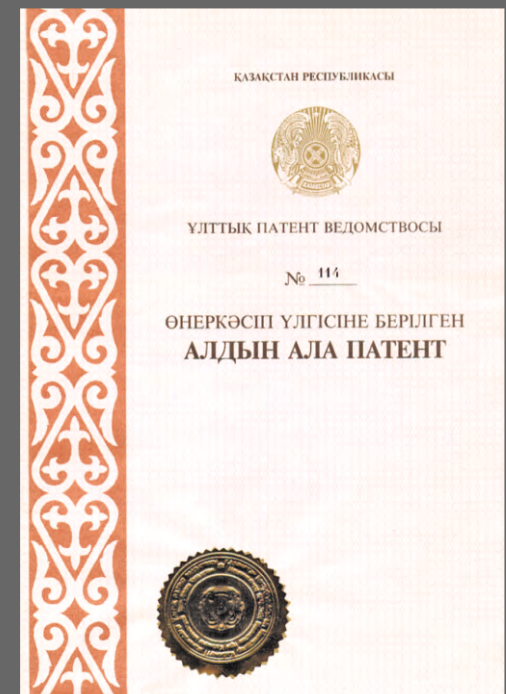 ҚАЗАҚСТАН РЕСПУБЛИКАСЫ
ҰЛТТЫҚ ПАТЕНТ ВЕДОМСТВОСЫ
№ 114
ӨНЕРКӘСІП ҮЛГІСІНЕ БЕРІЛГЕН
АЛДЫН АЛА ПАТЕНТ